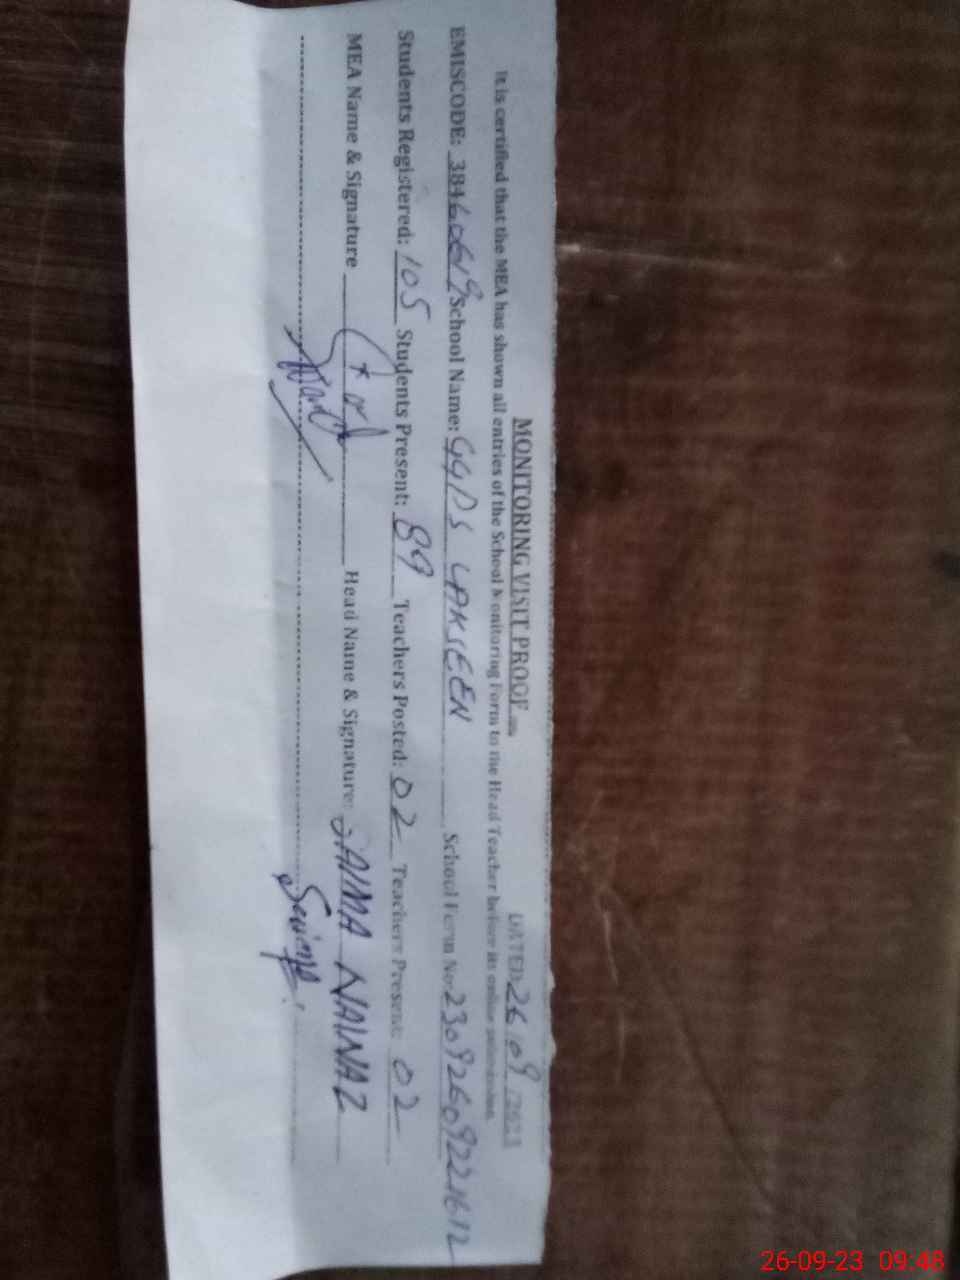 MONITORING VISIT PROOF
DATED: 26/09/2023
It is certified that the MEA has shown all entries of the School Monitoring Form to the Head Teacher before its online submission.
EMISCODE: 38460619 School Name: GGPS LAKSEEN School Form No: 23092609221612
Students Registered: 105 Students Present: 89 Teachers Posted: 02 Teachers Present: 02
MEA Name & Signature Head Name & Signature: SAIMA NAWAZ
26-09-23 09:48